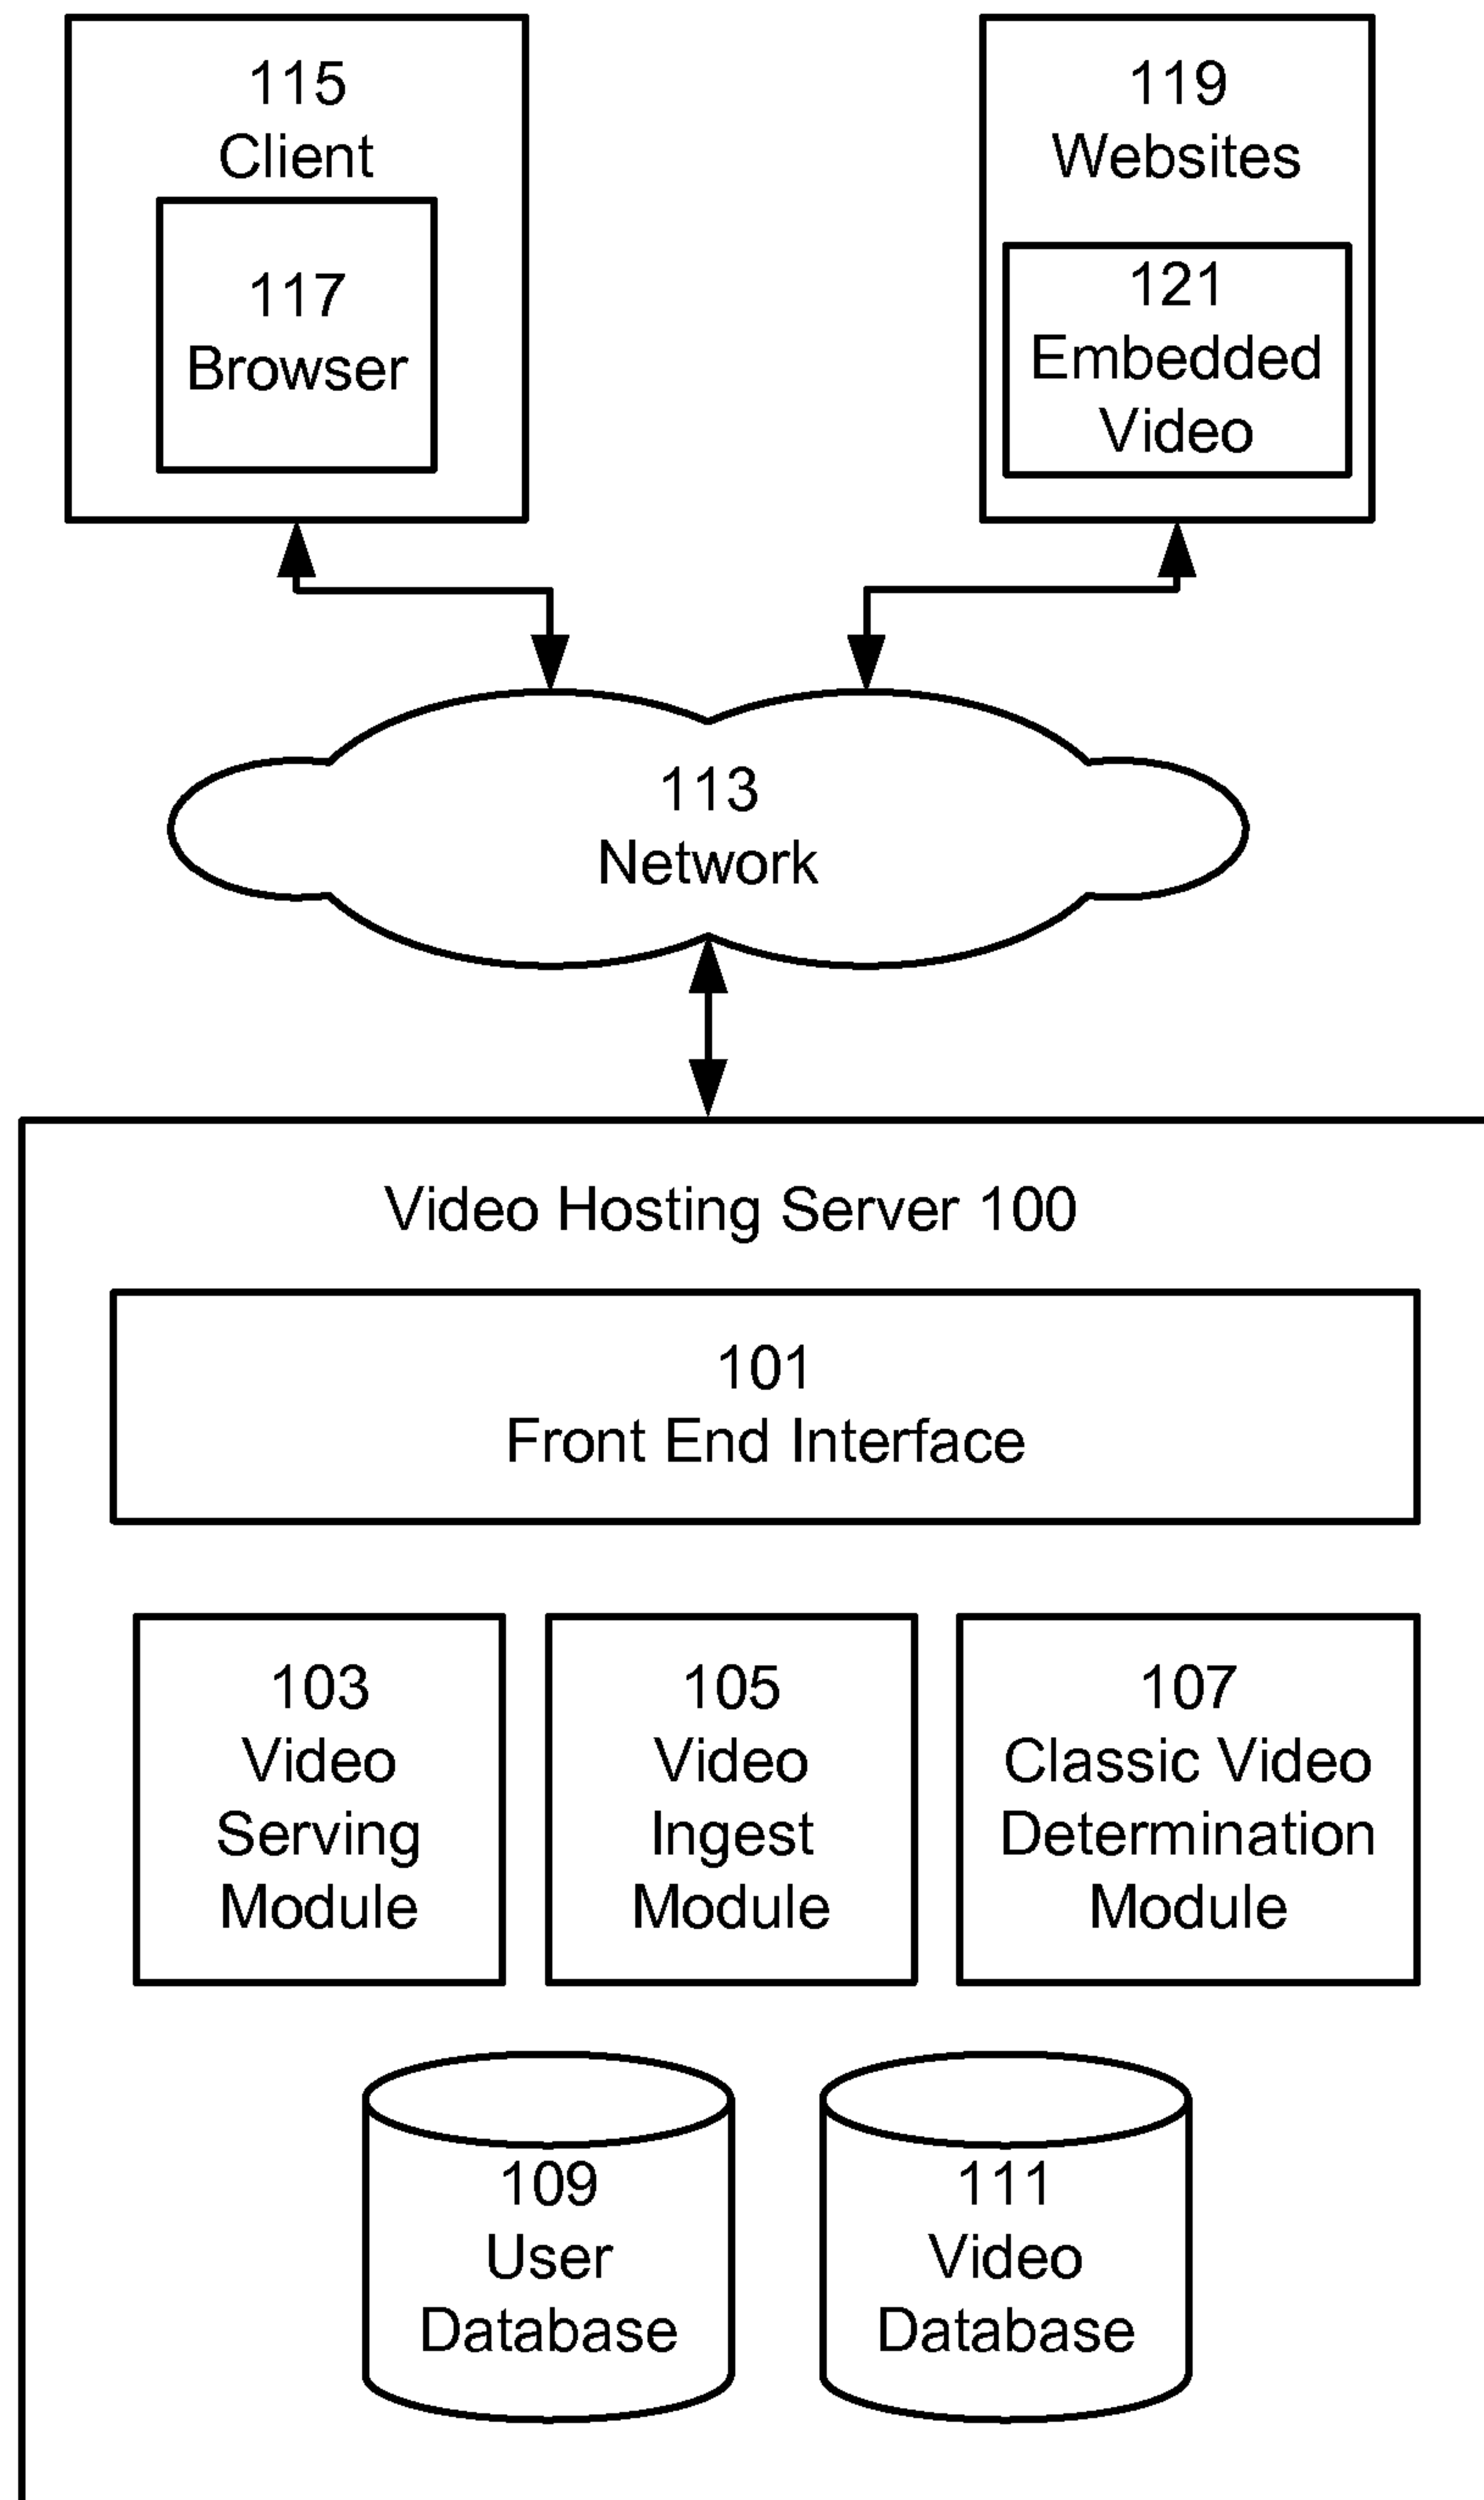 115
Client
117
Browser
119
Websites
121
Embedded
Video
113
Network
Video Hosting Server 100
101
Front End Interface
103
Video
Serving
Module
105
Video
Ingest
Module
107
Classic Video
Determination
Module
109
User
Database
111
Video
Database